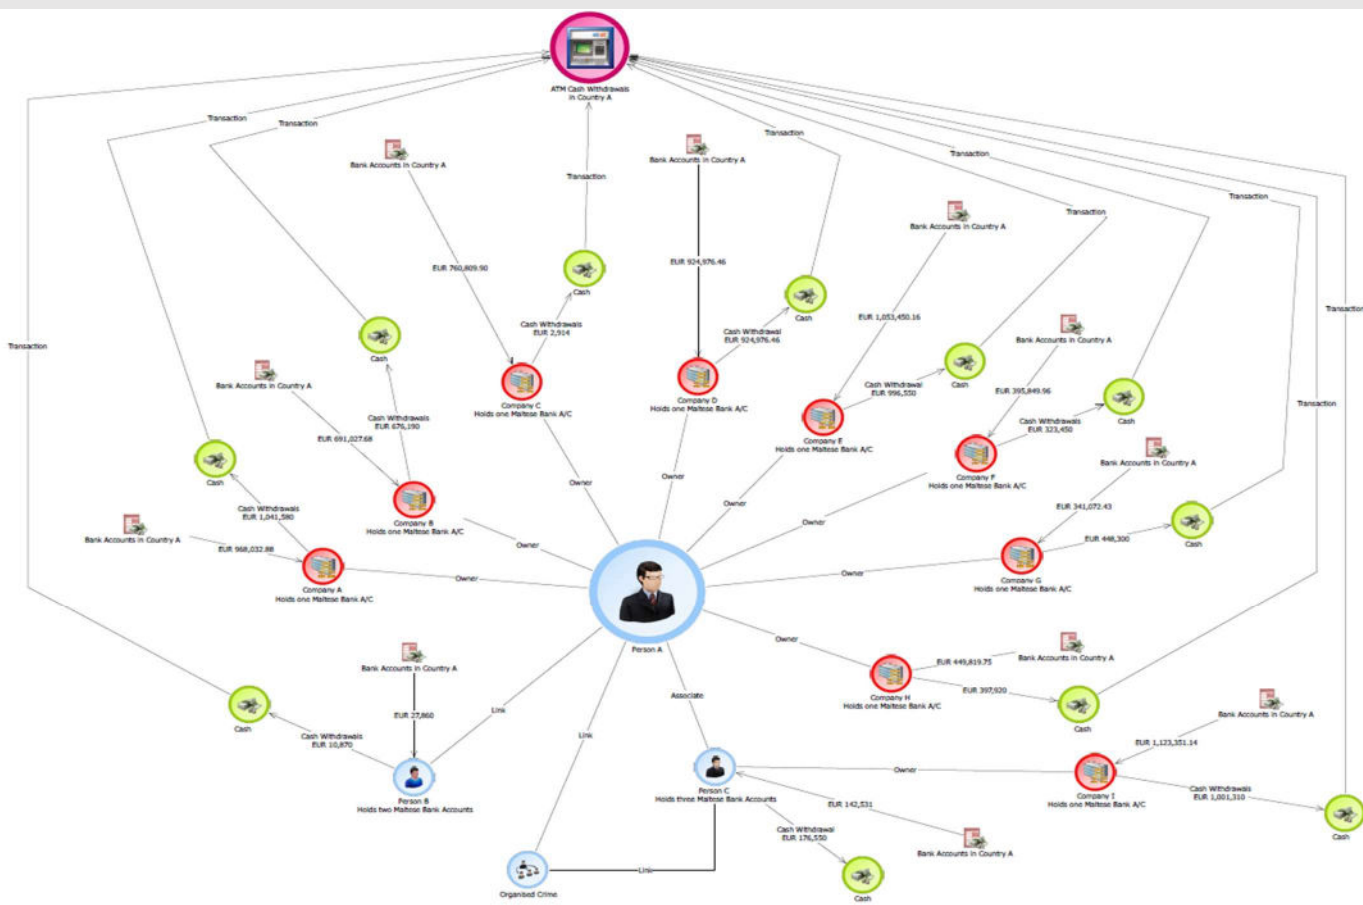 ATM Cash Withdrawals
in Country A
Transaction
Transaction
Transaction
Transaction
Transaction
Transaction
Transaction
Transaction
Transaction
Transaction
Bank Accounts in Country A
EUR 760,809.90
Cash
Cash Withdrawals
EUR 2,914
Company C
Holds one Maltese Bank A/C
Owner
Bank Accounts in Country A
EUR 924,976.46
Cash
Cash Withdrawal
EUR 924,976.46
Company D
Holds one Maltese Bank A/C
Owner
Bank Accounts in Country A
EUR 1,053,450.16
Cash
Cash Withdrawal
EUR 996,550
Company E
Holds one Maltese Bank A/C
Owner
Bank Accounts in Country A
EUR 395,849.96
Cash
Cash Withdrawals
EUR 323,450
Company F
Holds one Maltese Bank A/C
Owner
Bank Accounts in Country A
EUR 341,072.43
Cash
EUR 448,300
Company G
Holds one Maltese Bank A/C
Owner
Cash
Bank Accounts in Country A
Cash Withdrawals
EUR 676,190
EUR 691,027.68
Company B
Holds one Maltese Bank A/C
Owner
Cash
Cash Withdrawals
EUR 1,041,580
Bank Accounts in Country A
EUR 968,032.88
Company A
Holds one Maltese Bank A/C
Owner
Person A
Owner
Bank Accounts in Country A
EUR 449,819.75
EUR 397,920
Company H
Holds one Maltese Bank A/C
Cash
Bank Accounts in Country A
EUR 27,860
Cash
Cash Withdrawals
EUR 10,870
Person B
Holds two Maltese Bank Accounts
Link
Link
Associate
Person C
Holds three Maltese Bank Accounts
Owner
Bank Accounts in Country A
EUR 1,123,351.14
Company I
Holds one Maltese Bank A/C
Cash Withdrawals
EUR 1,001,310
Cash
EUR 142,531
Bank Accounts in Country A
Cash Withdrawal
EUR 176,550
Cash
Link
Organised Crime